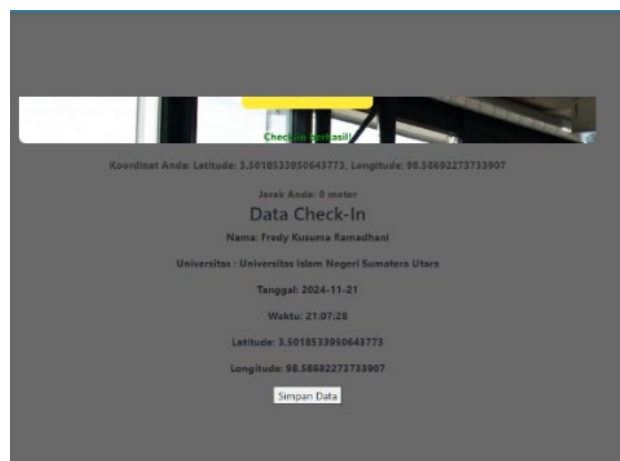 Check-in berhasil!
Koordinat Anda: Latitude: 3.5018533950643773, Longitude: 98.58692273733907
Jarak Anda: 0 meter
Data Check-In
Nama: Fredy Kusuma Ramadhani
Universitas : Universitas Islam Negeri Sumatera Utara
Tanggal: 2024-11-21
Waktu: 21:07:28
Latitude: 3.5018533950643773
Longitude: 98.58692273733907
Simpan Data